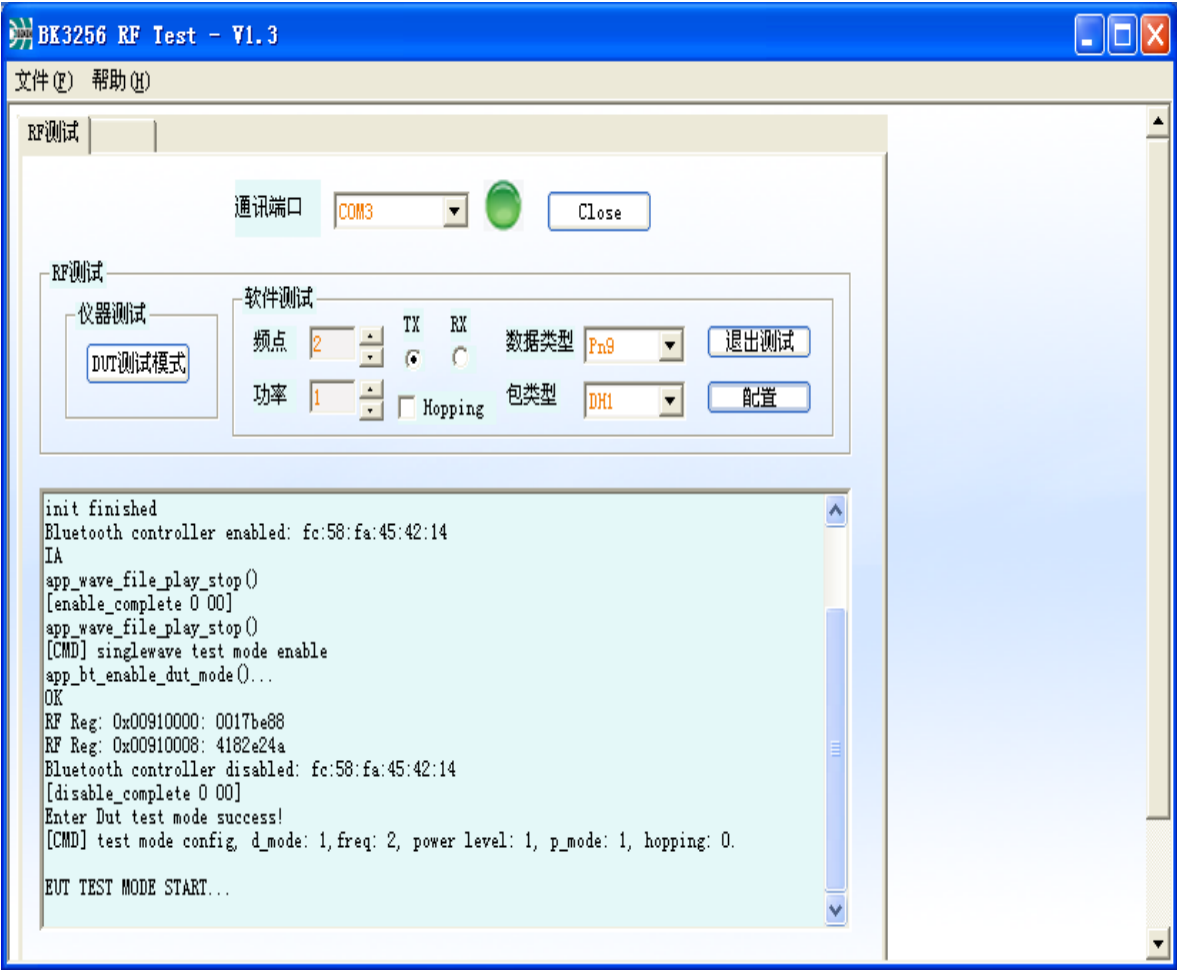 BK3256 RF Test - V1.3
文件(F) 帮助(H)
RF测试
通讯端口 COM3 Close
RF测试
仪器测试
DUT测试模式
软件测试
TX RX
频点 2 数据类型 Pn9 退出测试
功率 1 Hopping 包类型 DH1 配置
init finished
Bluetooth controller enabled: fc:58:fa:45:42:14
IA
app_wave_file_play_stop()
[enable_complete 0 00]
app_wave_file_play_stop()
[CMD] singlewave test mode enable
app_bt_enable_dut_mode()...
OK
RF Reg: 0x00910000: 0017be88
RF Reg: 0x00910008: 4182e24a
Bluetooth controller disabled: fc:58:fa:45:42:14
[disable_complete 0 00]
Enter Dut test mode success!
[CMD] test mode config, d_mode: 1,freq: 2, power level: 1, p_mode: 1, hopping: 0.
EUT TEST MODE START...